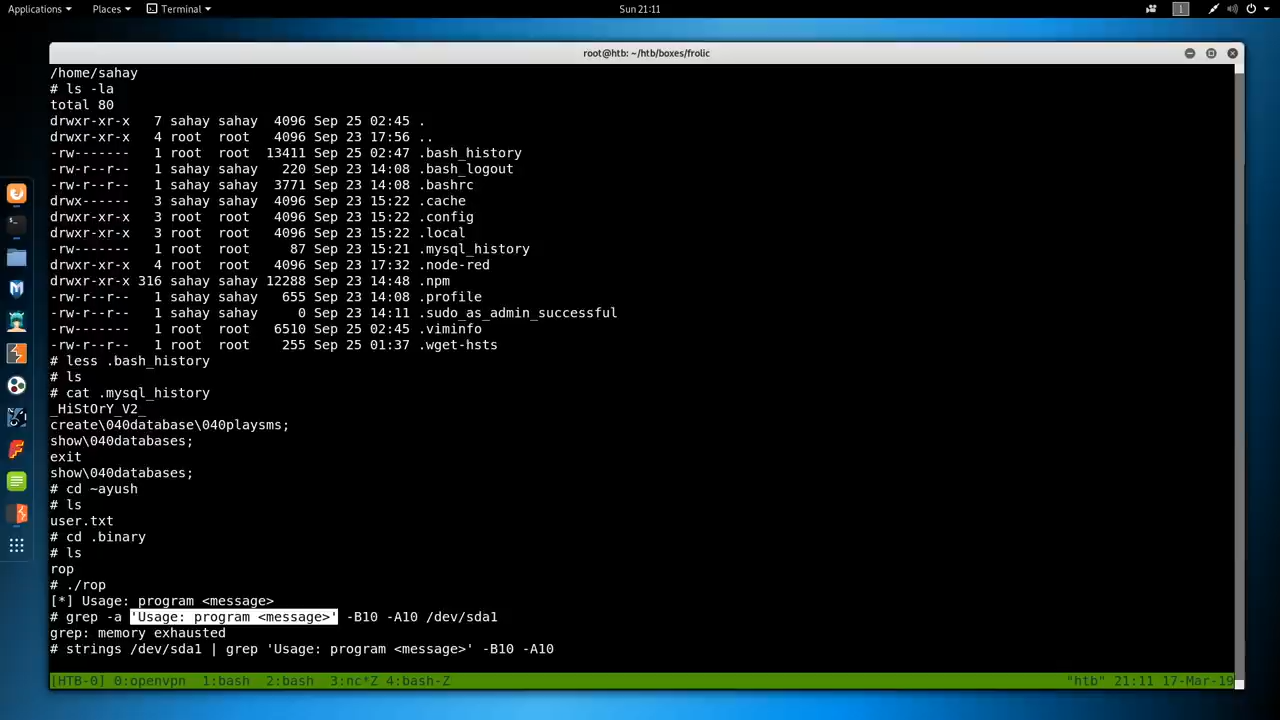 Applications Places Terminal Sun 21:11 1
root@htb: ~/htb/boxes/frolic
/home/sahay
# ls -la
total 80
drwxr-xr-x   7 sahay sahay  4096 Sep 25 02:45 .
drwxr-xr-x   4 root  root   4096 Sep 23 17:56 ..
-rw-------   1 root  root  13411 Sep 25 02:47 .bash_history
-rw-r--r--   1 sahay sahay   220 Sep 23 14:08 .bash_logout
-rw-r--r--   1 sahay sahay  3771 Sep 23 14:08 .bashrc
drwx------   3 sahay sahay  4096 Sep 23 15:22 .cache
drwxr-xr-x   3 root  root   4096 Sep 23 15:22 .config
drwxr-xr-x   3 root  root   4096 Sep 23 15:22 .local
-rw-------   1 root  root     87 Sep 23 15:21 .mysql_history
drwxr-xr-x   4 root  root   4096 Sep 23 17:32 .node-red
drwxr-xr-x 316 sahay sahay 12288 Sep 23 14:48 .npm
-rw-r--r--   1 sahay sahay   655 Sep 23 14:08 .profile
-rw-r--r--   1 sahay sahay     0 Sep 23 14:11 .sudo_as_admin_successful
-rw-------   1 root  root   6510 Sep 25 02:45 .viminfo
-rw-r--r--   1 root  root    255 Sep 25 01:37 .wget-hsts
# less .bash_history
# ls
# cat .mysql_history
_HiStOrY_V2_
create\040database\040playsms;
show\040databases;
exit
show\040databases;
# cd ~ayush
# ls
user.txt
# cd .binary
# ls
rop
# ./rop
[*] Usage: program <message>
# grep -a 'Usage: program <message>' -B10 -A10 /dev/sda1
grep: memory exhausted
# strings /dev/sda1 | grep 'Usage: program <message>' -B10 -A10
[HTB-0] 0:openvpn  1:bash  2:bash  3:nc*Z 4:bash-Z "htb" 21:11 17-Mar-19